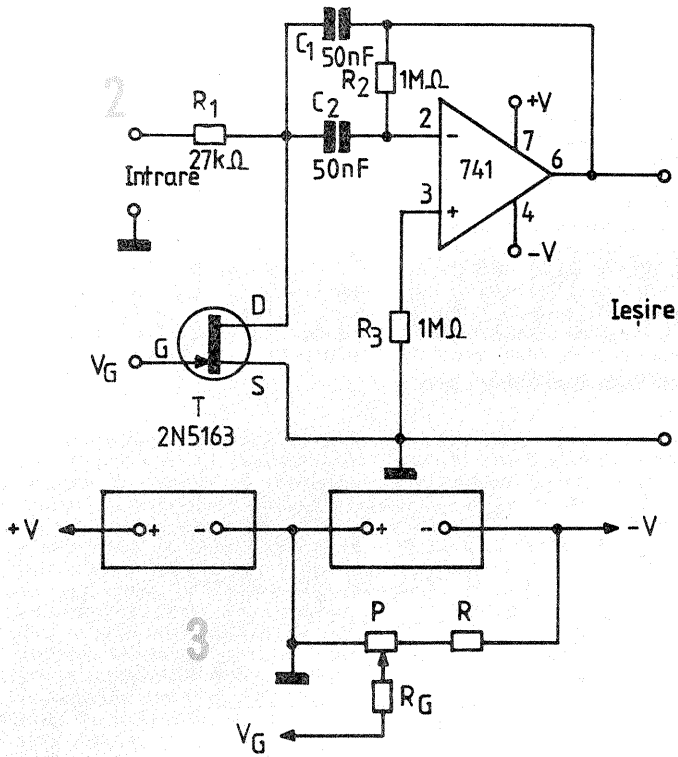 2
C1 50nF
R2 1MΩ
R1
27kΩ
C2
50nF
Intrare
+V
2 -
7
741
6
3 +
4
-V
Ieșire
R3 1MΩ
D
G
VG
S
T
2N5163
+V
+ -
+ -
-V
3
P R
RG
VG